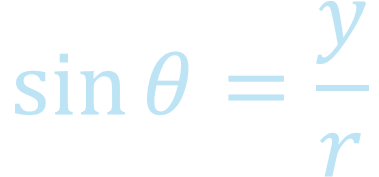 sin θ = y/r